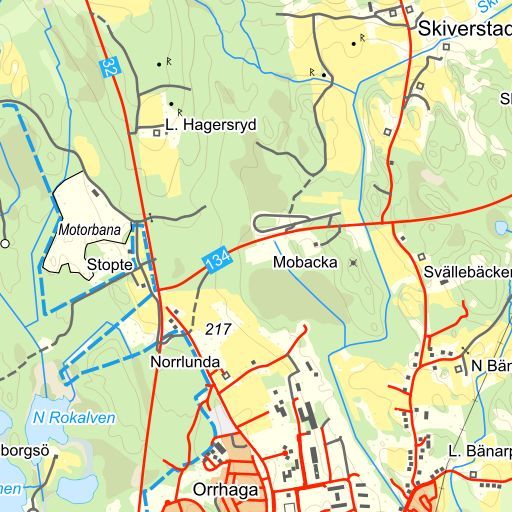 Skiverstad
32
R
R
R
R
L. Hagersryd
Motorbana
134
Stopte
Mobacka
Svällebäcken
217
Norrlunda
N Bän
N Rokalven
borgsö
L. Bänarp
Orrhaga